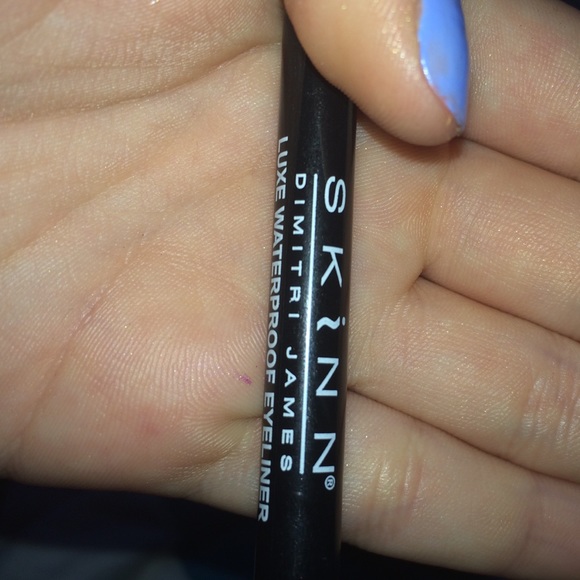 SKiNN®
DIMITRI JAMES
LUXE WATERPROOF EYELINER